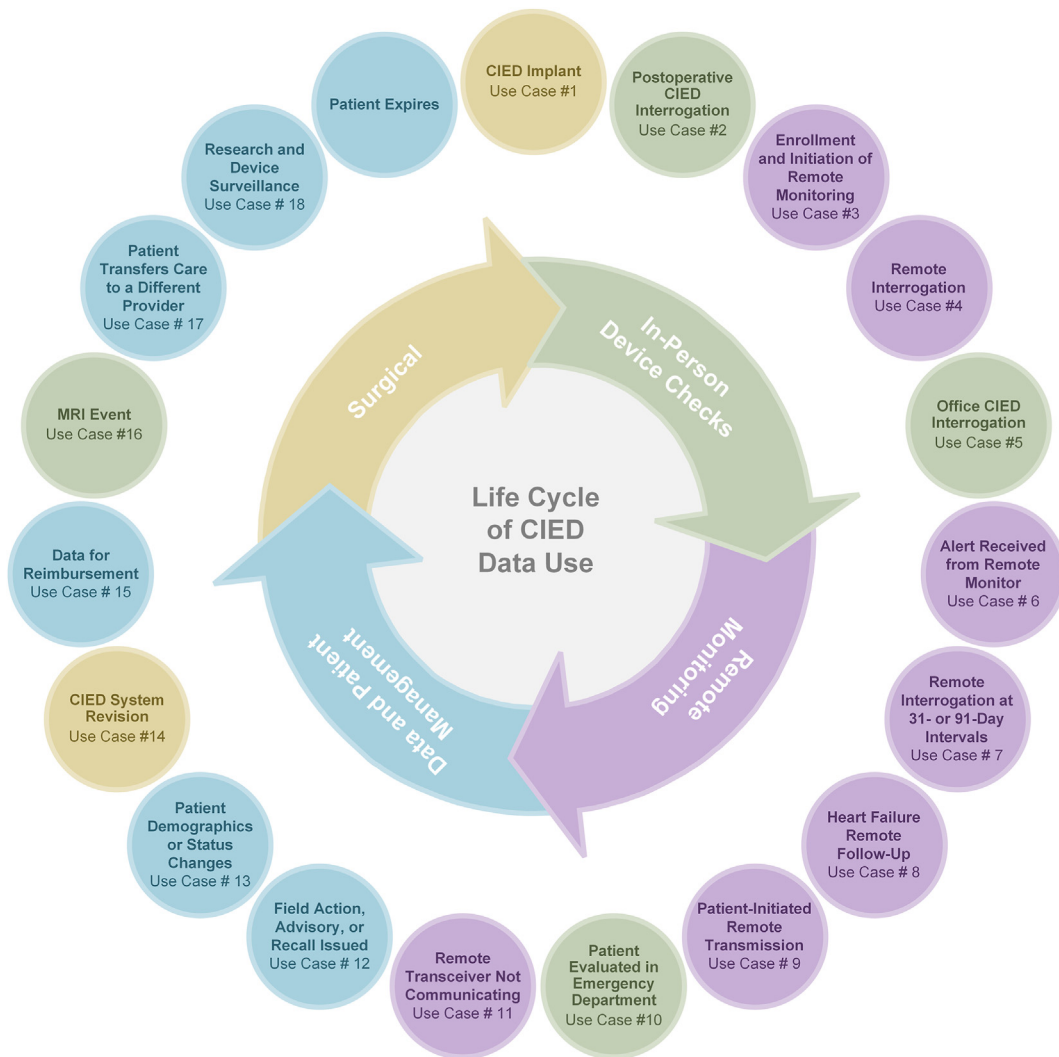 CIED Implant
Use Case #1
Postoperative
CIED
Interrogation
Use Case #2
Enrollment
and Initiation of
Remote
Monitoring
Use Case #3
Remote
Interrogation
Use Case #4
Office CIED
Interrogation
Use Case #5
Alert Received
from Remote
Monitor
Use Case # 6
Remote
Interrogation at
31- or 91-Day
Intervals
Use Case # 7
Heart Failure
Remote
Follow-Up
Use Case # 8
Patient-Initiated
Remote
Transmission
Use Case # 9
Patient
Evaluated in
Emergency
Department
Use Case #10
Remote
Transceiver Not
Communicating
Use Case # 11
Field Action,
Advisory, or
Recall Issued
Use Case # 12
Patient
Demographics
or Status
Changes
Use Case # 13
CIED System
Revision
Use Case #14
Data for
Reimbursement
Use Case # 15
MRI Event
Use Case #16
Patient
Transfers Care
to a Different
Provider
Use Case # 17
Research and
Device
Surveillance
Use Case # 18
Patient Expires
Surgical
In-Person
Device Checks
Remote
Monitoring
Data and Patient
Management
Life Cycle
of CIED
Data Use